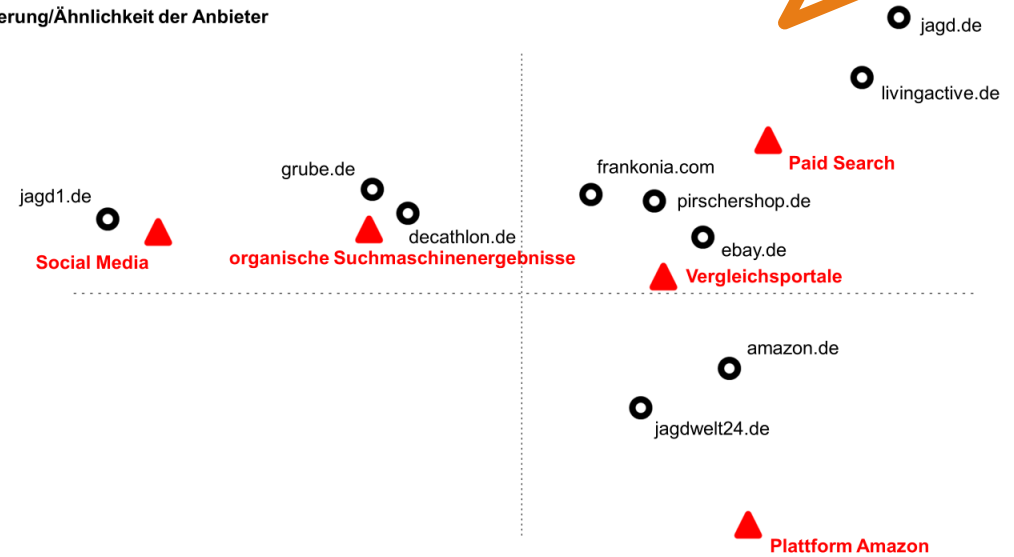 erung/Ähnlichkeit der Anbieter
jagd.de
livingactive.de
Paid Search
frankonia.com
grube.de
jagd1.de
pirschershop.de
decathlon.de
ebay.de
Social Media
organische Suchmaschinenergebnisse
Vergleichsportale
amazon.de
jagdwelt24.de
Plattform Amazon